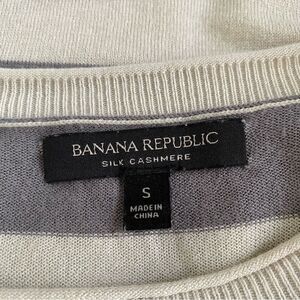 BANANA REPUBLIC
SILK CASHMERE
S
MADE IN
CHINA